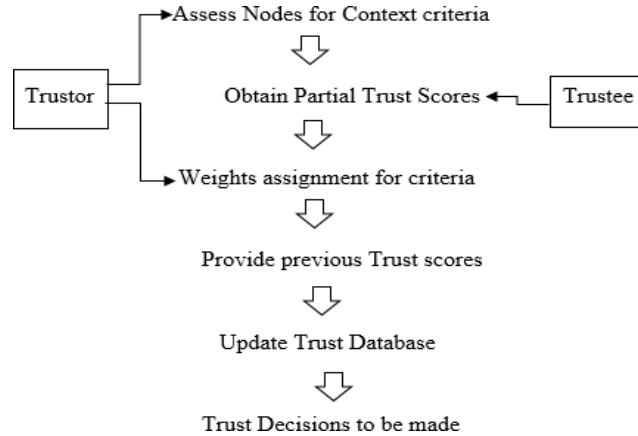 Assess Nodes for Context criteria
Trustor
Obtain Partial Trust Scores
Trustee
Weights assignment for criteria
Provide previous Trust scores
Update Trust Database
Trust Decisions to be made